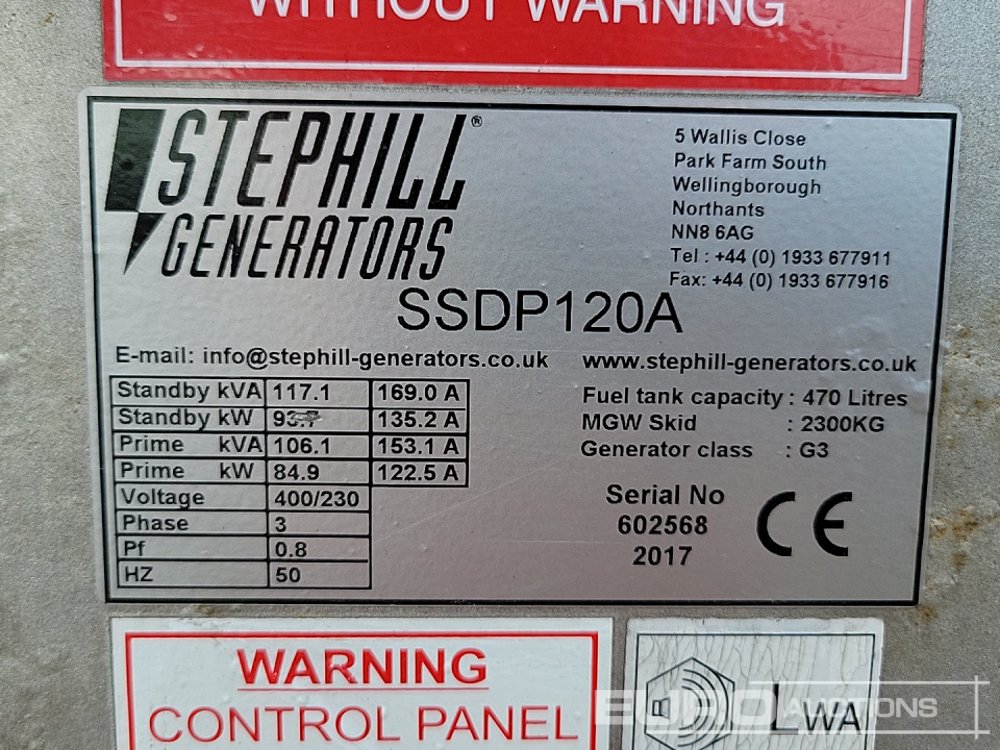 WITHOUT WARNING
STEPHILL®
GENERATORS
5 Wallis Close
Park Farm South
Wellingborough
Northants
NN8 6AG
Tel : +44 (0) 1933 677911
Fax: +44 (0) 1933 677916
SSDP120A
E-mail: info@stephill-generators.co.uk www.stephill-generators.co.uk
Standby kVA 117.1 169.0 A
Standby kW 93.7 135.2 A
Prime kVA 106.1 153.1 A
Prime kW 84.9 122.5 A
Voltage 400/230
Phase 3
Pf 0.8
HZ 50
Fuel tank capacity : 470 Litres
MGW Skid : 2300KG
Generator class : G3
Serial No
602568
2017
CE
WARNING
CONTROL PANEL
LWA
EURO AUCTIONS